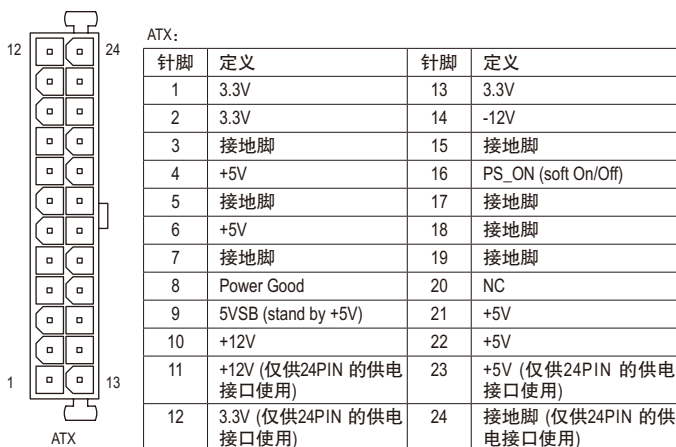 12
24
1
13
ATX
ATX：
针脚 定义 针脚 定义
1 3.3V 13 3.3V
2 3.3V 14 -12V
3 接地脚 15 接地脚
4 +5V 16 PS_ON (soft On/Off)
5 接地脚 17 接地脚
6 +5V 18 接地脚
7 接地脚 19 接地脚
8 Power Good 20 NC
9 5VSB (stand by +5V) 21 +5V
10 +12V 22 +5V
11 +12V (仅供24PIN 的供电 23 +5V (仅供24PIN 的供电
接口使用) 接口使用)
12 3.3V (仅供24PIN 的供电 24 接地脚 (仅供24PIN 的供
接口使用) 电接口使用)